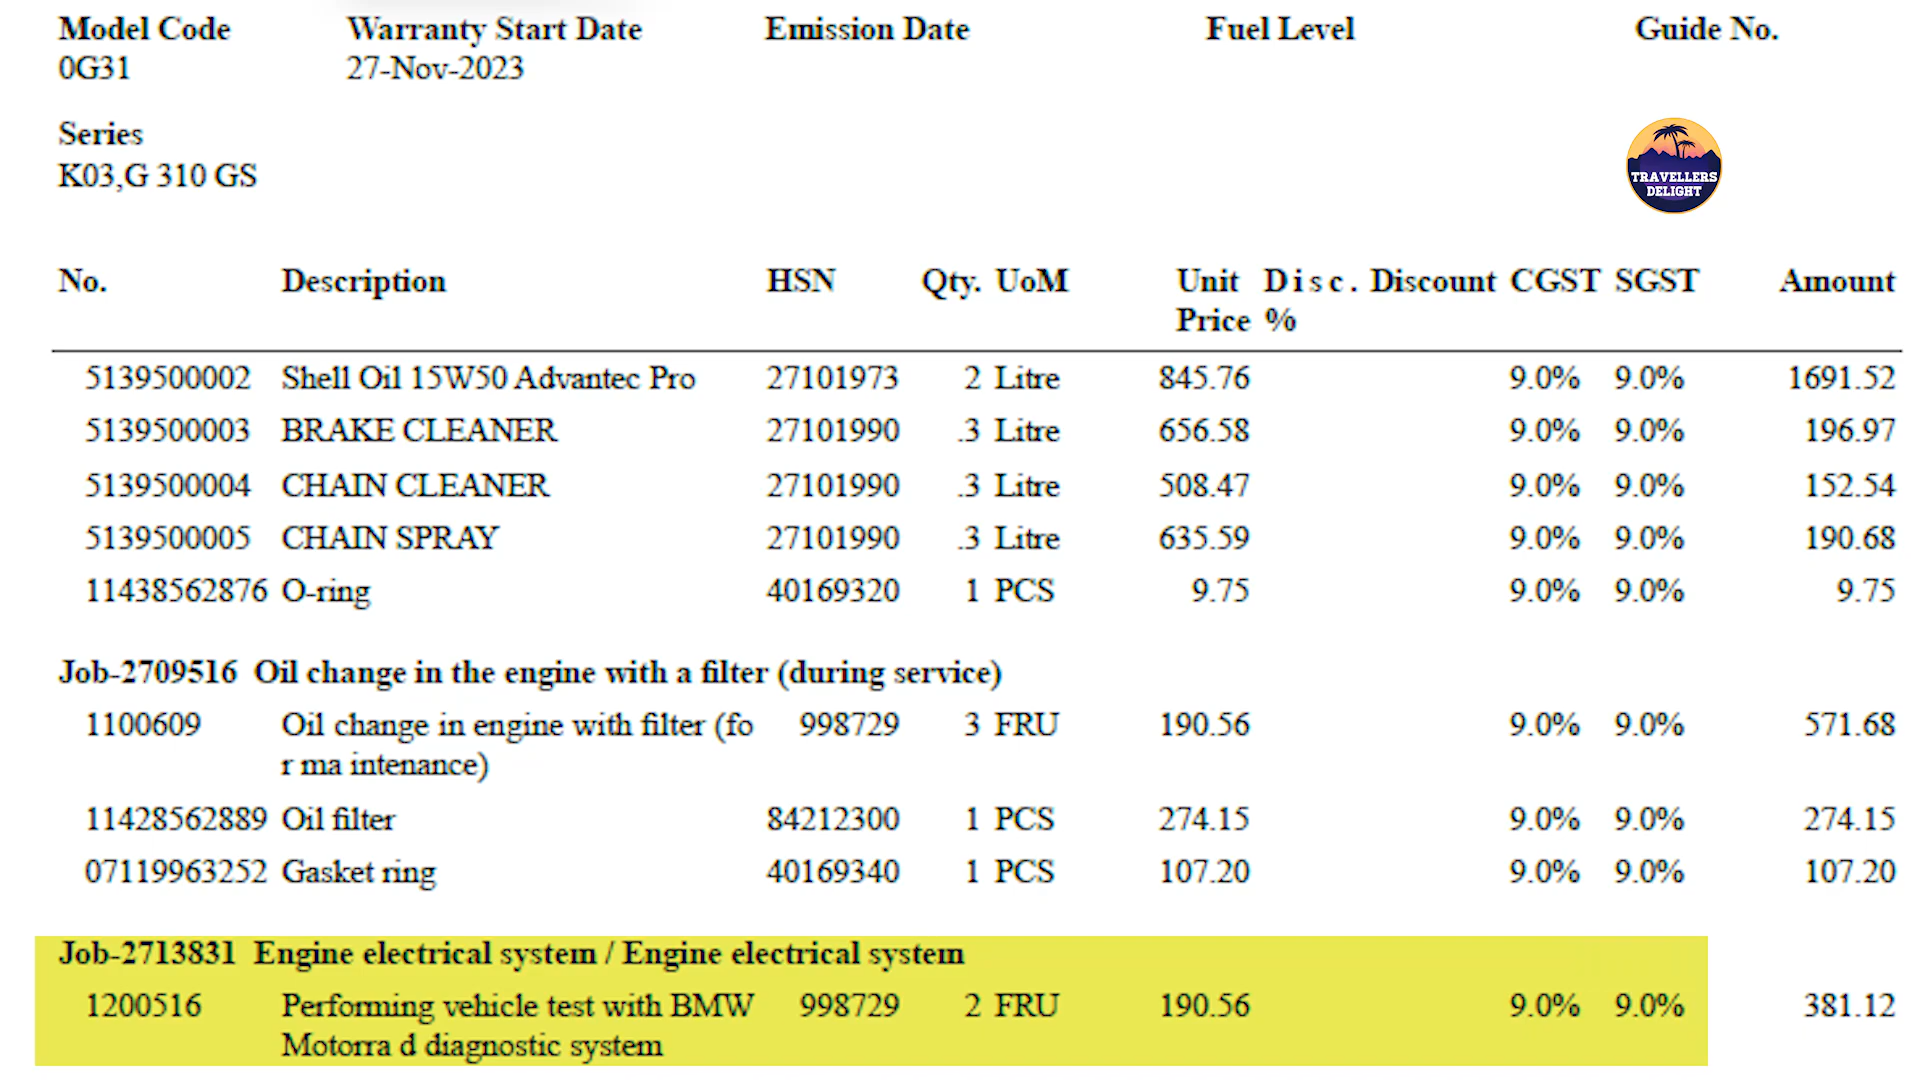 Model Code Warranty Start Date Emission Date Fuel Level Guide No.
0G31 27-Nov-2023
Series
K03,G 310 GS
TRAVELLERS
DELIGHT
No. Description HSN Qty. UoM Unit Disc. Discount CGST SGST Amount
Price %
5139500002 Shell Oil 15W50 Advantec Pro 27101973 2 Litre 845.76 9.0% 9.0% 1691.52
5139500003 BRAKE CLEANER 27101990 .3 Litre 656.58 9.0% 9.0% 196.97
5139500004 CHAIN CLEANER 27101990 .3 Litre 508.47 9.0% 9.0% 152.54
5139500005 CHAIN SPRAY 27101990 .3 Litre 635.59 9.0% 9.0% 190.68
11438562876 O-ring 40169320 1 PCS 9.75 9.0% 9.0% 9.75
Job-2709516 Oil change in the engine with a filter (during service)
1100609 Oil change in engine with filter (fo 998729 3 FRU 190.56 9.0% 9.0% 571.68
r ma intenance)
11428562889 Oil filter 84212300 1 PCS 274.15 9.0% 9.0% 274.15
07119963252 Gasket ring 40169340 1 PCS 107.20 9.0% 9.0% 107.20
Job-2713831 Engine electrical system / Engine electrical system
1200516 Performing vehicle test with BMW 998729 2 FRU 190.56 9.0% 9.0% 381.12
Motorra d diagnostic system